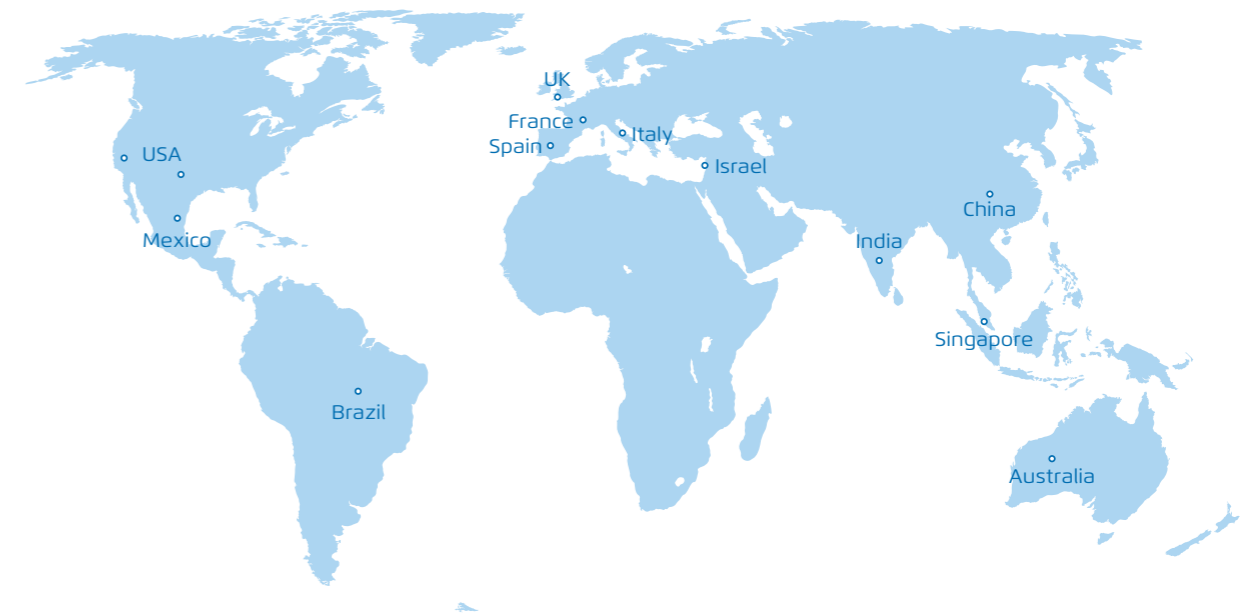 UK
France
Italy
Spain
USA
Israel
China
Mexico
India
Singapore
Brazil
Australia